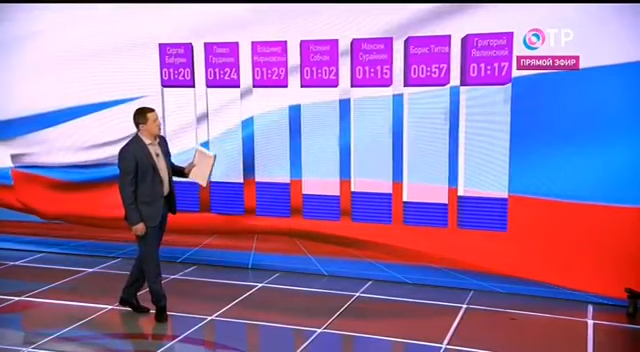 Сергей
Бабурин
01:20
Павел
Грудинин
01:24
Владимир
Жириновский
01:29
Ксения
Собчак
01:02
Максим
Сурайкин
01:15
Борис Титов
00:57
Григорий
Явлинский
01:17
ОТР
ПРЯМОЙ ЭФИР